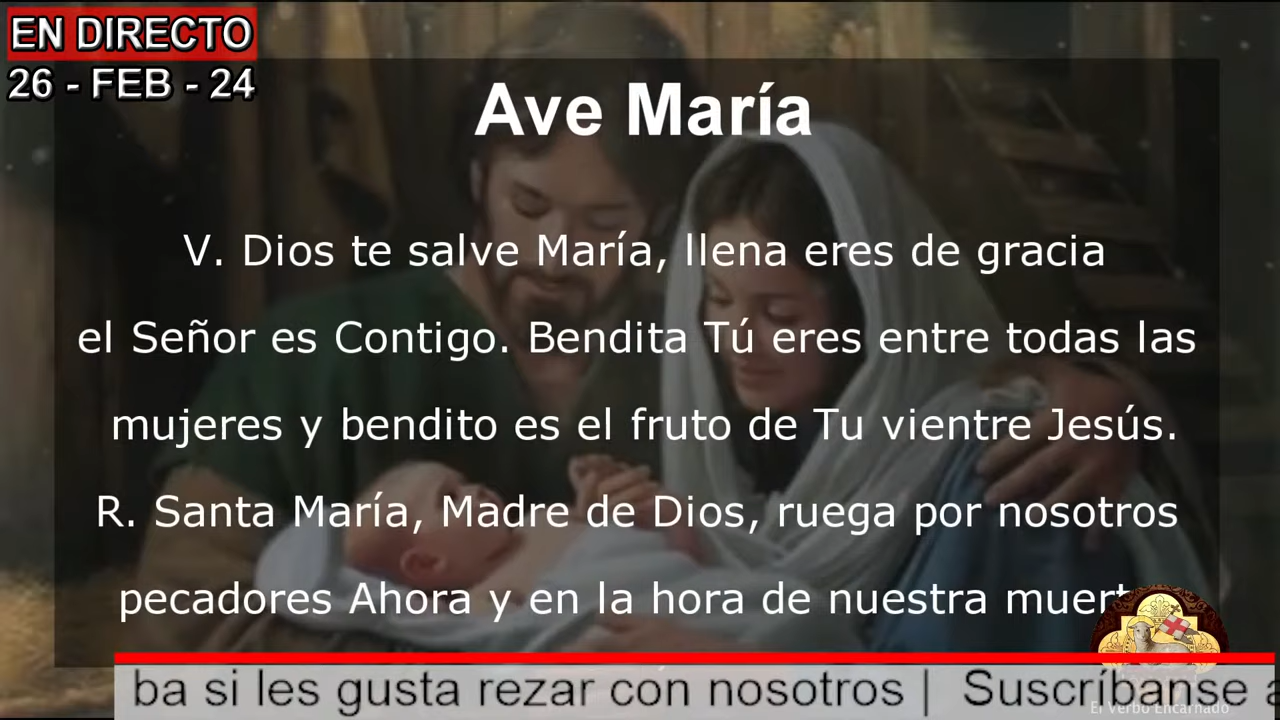 EN DIRECTO
26 - FEB - 24
Ave María
V. Dios te salve María, llena eres de gracia
el Señor es Contigo. Bendita Tú eres entre todas las
mujeres y bendito es el fruto de Tu vientre Jesús.
R. Santa María, Madre de Dios, ruega por nosotros
pecadores Ahora y en la hora de nuestra muert
ba si les gusta rezar con nosotros | Suscríbanse a
El Verbo Encarnado